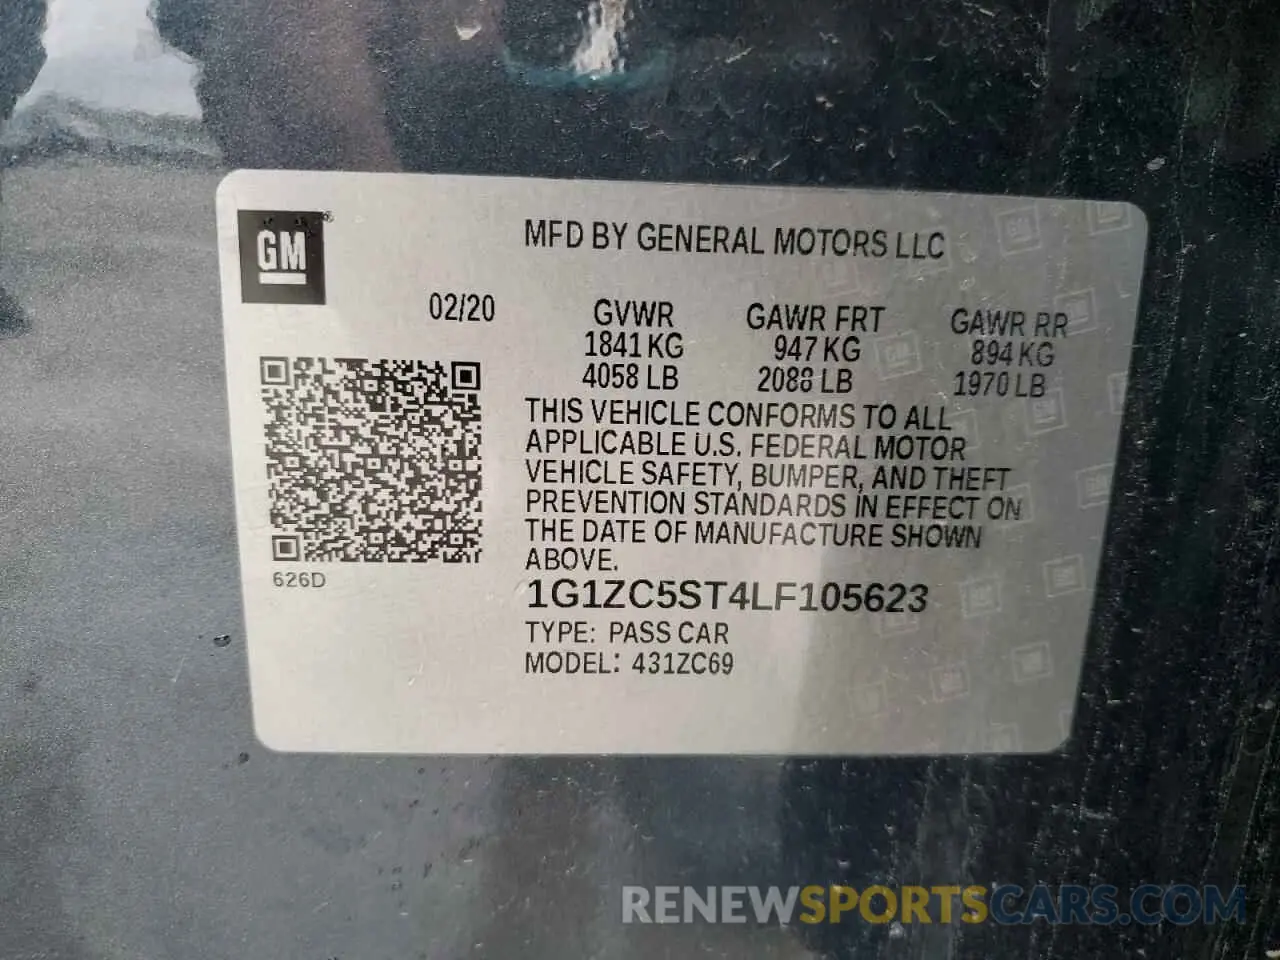 GM®
MFD BY GENERAL MOTORS LLC
02/20 GVWR GAWR FRT GAWR RR
1841 KG 947 KG 894 KG
4058 LB 2088 LB 1970 LB
THIS VEHICLE CONFORMS TO ALL
APPLICABLE U.S. FEDERAL MOTOR
VEHICLE SAFETY, BUMPER, AND THEFT
PREVENTION STANDARDS IN EFFECT ON
THE DATE OF MANUFACTURE SHOWN
ABOVE.
626D
1G1ZC5ST4LF105623
TYPE: PASS CAR
MODEL: 431ZC69
RENEWSPORTSCARS.COM